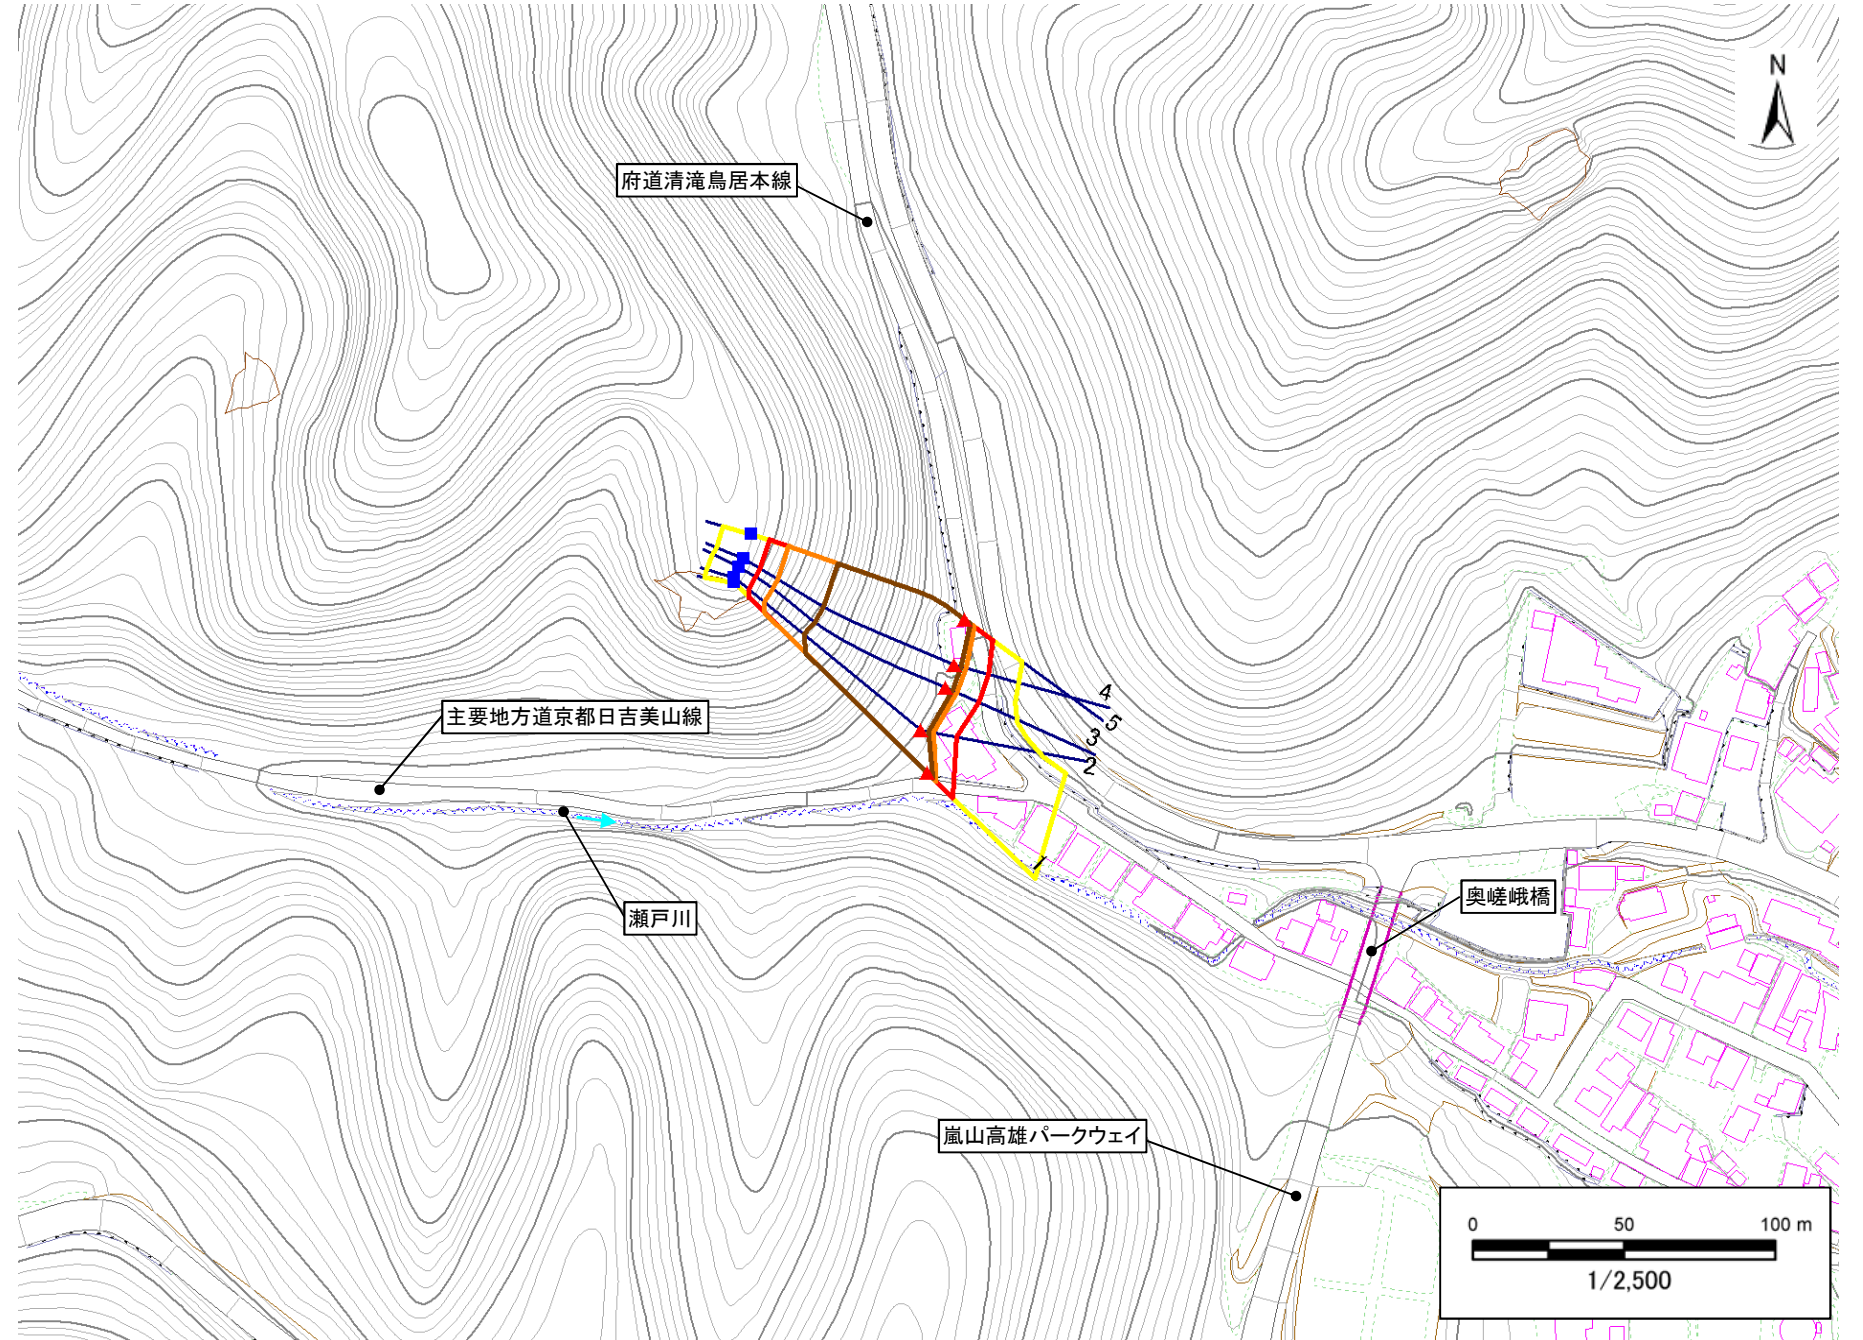 N
府道清滝鳥居本線
4
5
3
2
1
主要地方道京都日吉美山線
瀬戸川
奥嵯峨橋
嵐山高雄パークウェイ
0 50 100 m
1/2,500